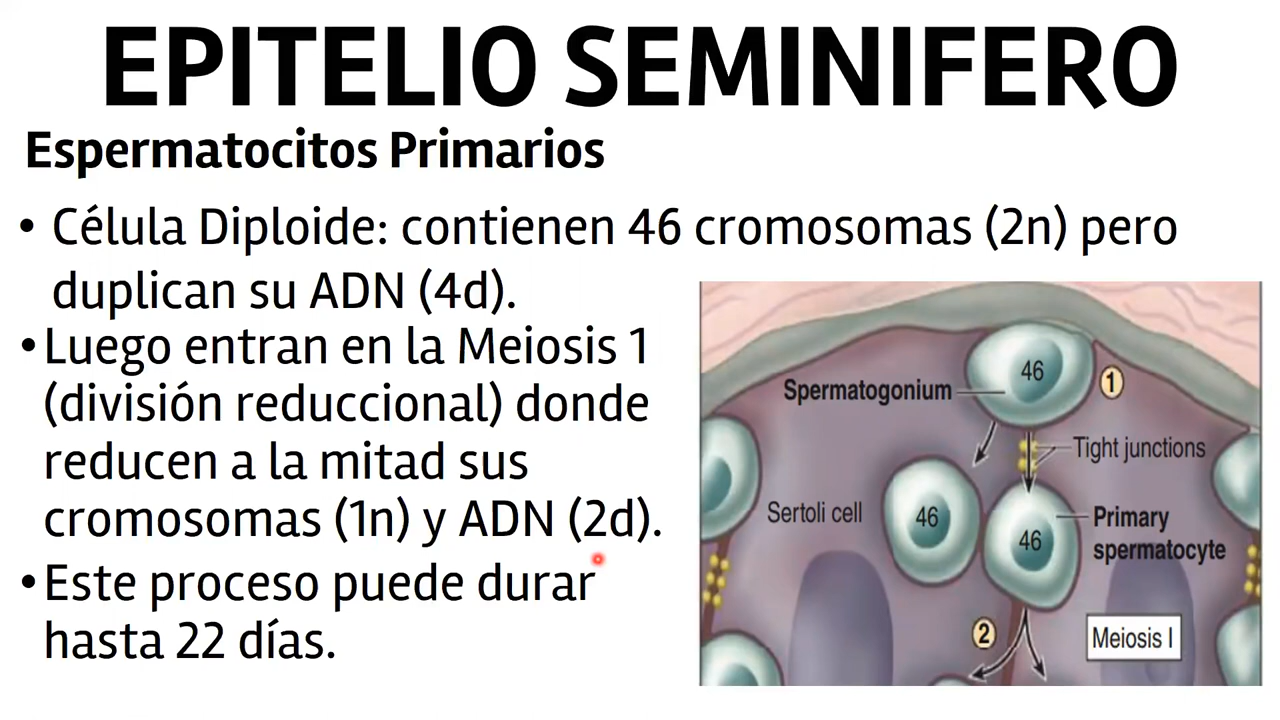 EPITELIO SEMINIFERO
Espermatocitos Primarios
• Célula Diploide: contienen 46 cromosomas (2n) pero
duplican su ADN (4d).
• Luego entran en la Meiosis 1
(división reduccional) donde
reducen a la mitad sus
cromosomas (1n) y ADN (2d).
• Este proceso puede durar
hasta 22 días.
46
1
Spermatogonium
Tight junctions
Sertoli cell
46
46
Primary
spermatocyte
2
Meiosis I